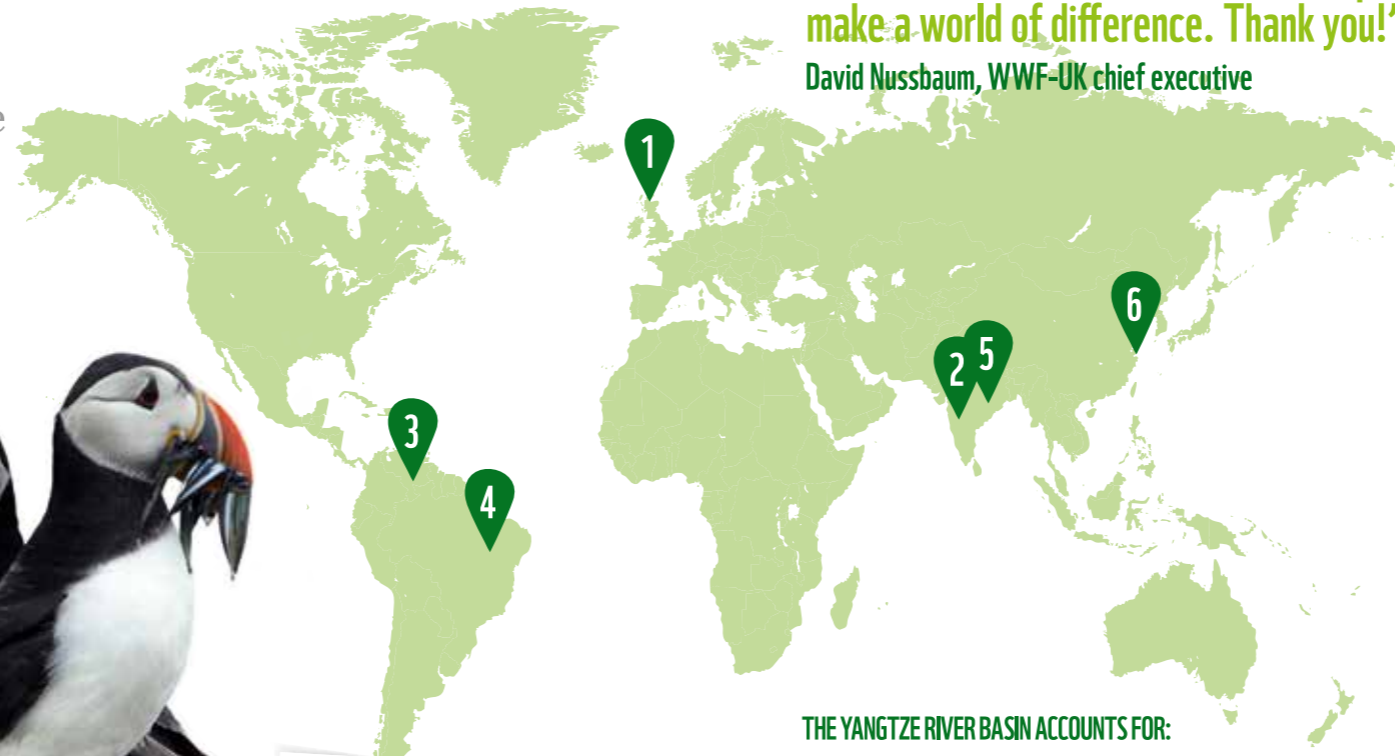 make a world of difference. Thank you!’
David Nussbaum, WWF-UK chief executive
1
6
5
2
3
4
THE YANGTZE RIVER BASIN ACCOUNTS FOR: